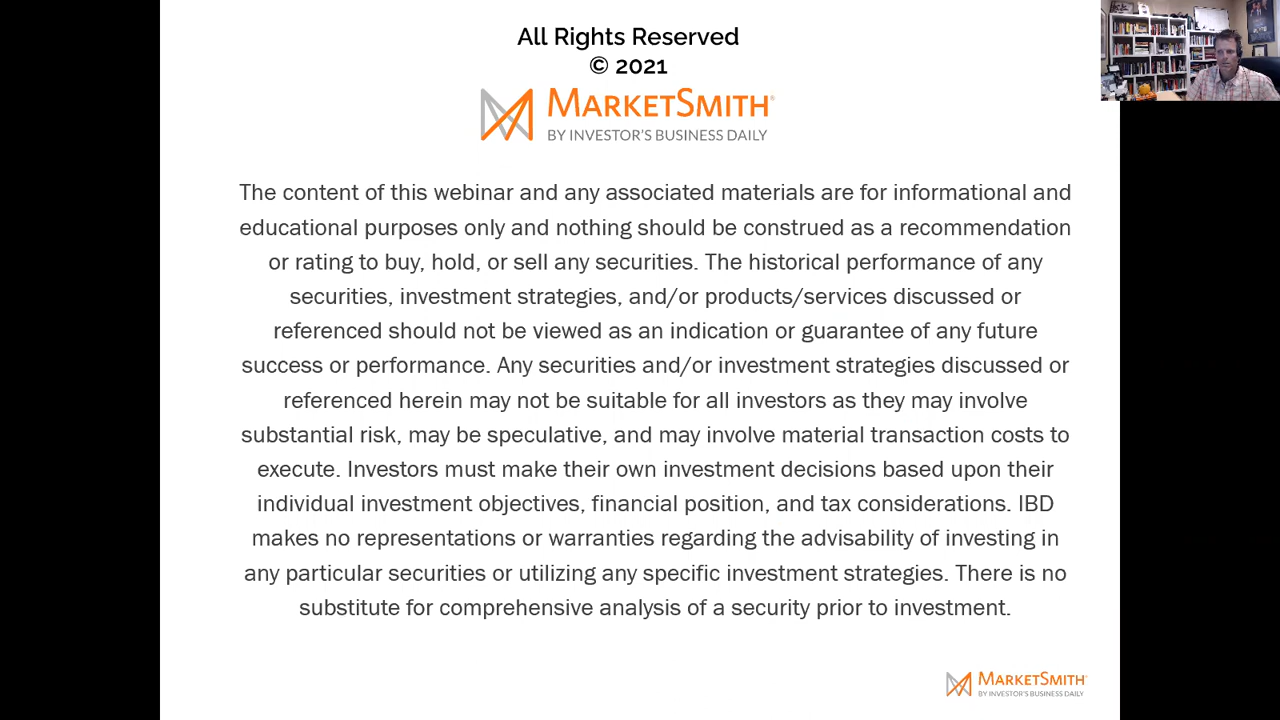 All Rights Reserved
© 2021
MARKETSMITH®
BY INVESTOR'S BUSINESS DAILY
The content of this webinar and any associated materials are for informational and
educational purposes only and nothing should be construed as a recommendation
or rating to buy, hold, or sell any securities. The historical performance of any
securities, investment strategies, and/or products/services discussed or
referenced should not be viewed as an indication or guarantee of any future
success or performance. Any securities and/or investment strategies discussed or
referenced herein may not be suitable for all investors as they may involve
substantial risk, may be speculative, and may involve material transaction costs to
execute. Investors must make their own investment decisions based upon their
individual investment objectives, financial position, and tax considerations. IBD
makes no representations or warranties regarding the advisability of investing in
any particular securities or utilizing any specific investment strategies. There is no
substitute for comprehensive analysis of a security prior to investment.
MARKETSMITH®
BY INVESTOR'S BUSINESS DAILY